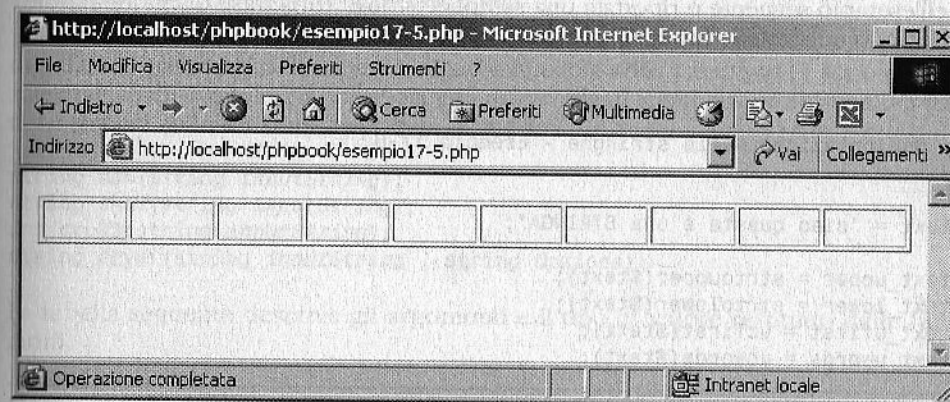 http://localhost/phpbook/esempio17-5.php - Microsoft Internet Explorer
File Modifica Visualizza Preferiti Strumenti ?
Indietro Cerca Preferiti Multimedia
Indirizzo http://localhost/phpbook/esempio17-5.php Vai Collegamenti »
Operazione completata Intranet locale